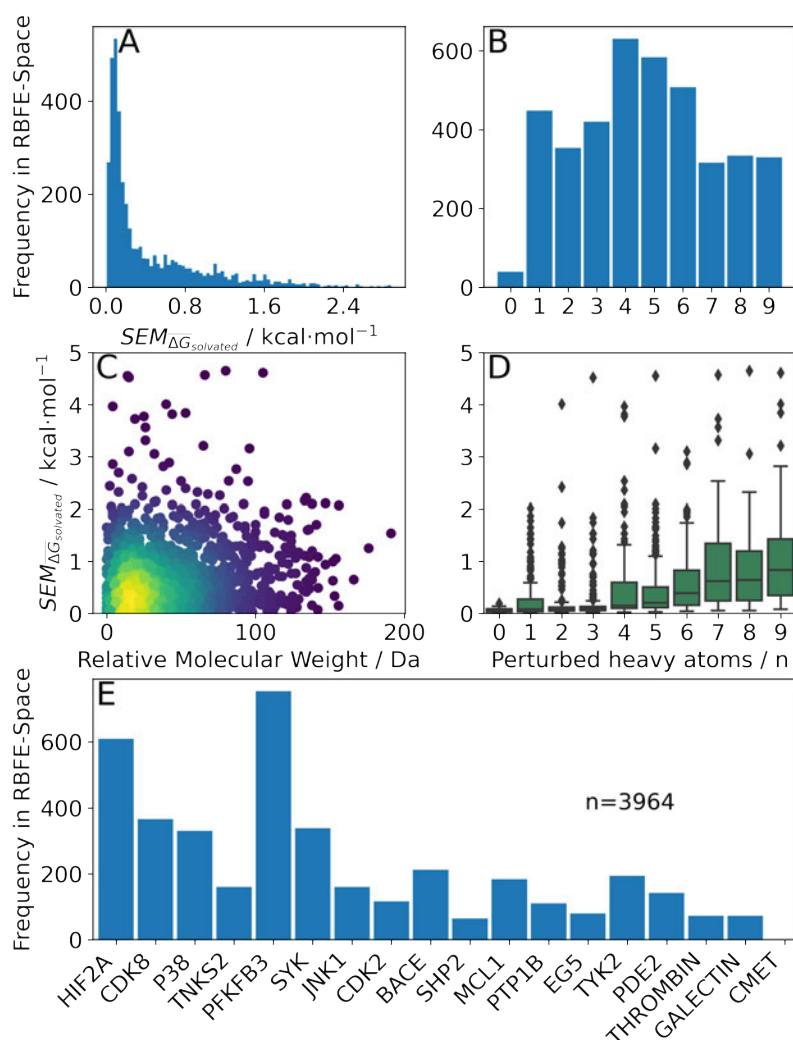 A
B
Frequency in RBFE-Space
0
200
400
0.0 0.8 1.6 2.4
SEM_{\overline{ΔG}_{solvated}} / kcal·mol⁻¹
0
200
400
600
0 1 2 3 4 5 6 7 8 9
C
D
SEM_{\overline{ΔG}_{solvated}} / kcal·mol⁻¹
5
4
3
2
1
0
0 100 200
Relative Molecular Weight / Da
5
4
3
2
1
0
0 1 2 3 4 5 6 7 8 9
Perturbed heavy atoms / n
E
Frequency in RBFE-Space
600
400
200
0
n=3964
HIF2A
CDK8
P38
TNKS2
PFKFB3
SYK
JNK1
CDK2
BACE
SHP2
MCL1
PTP1B
EG5
TYK2
PDE2
THROMBIN
GALECTIN
CMET